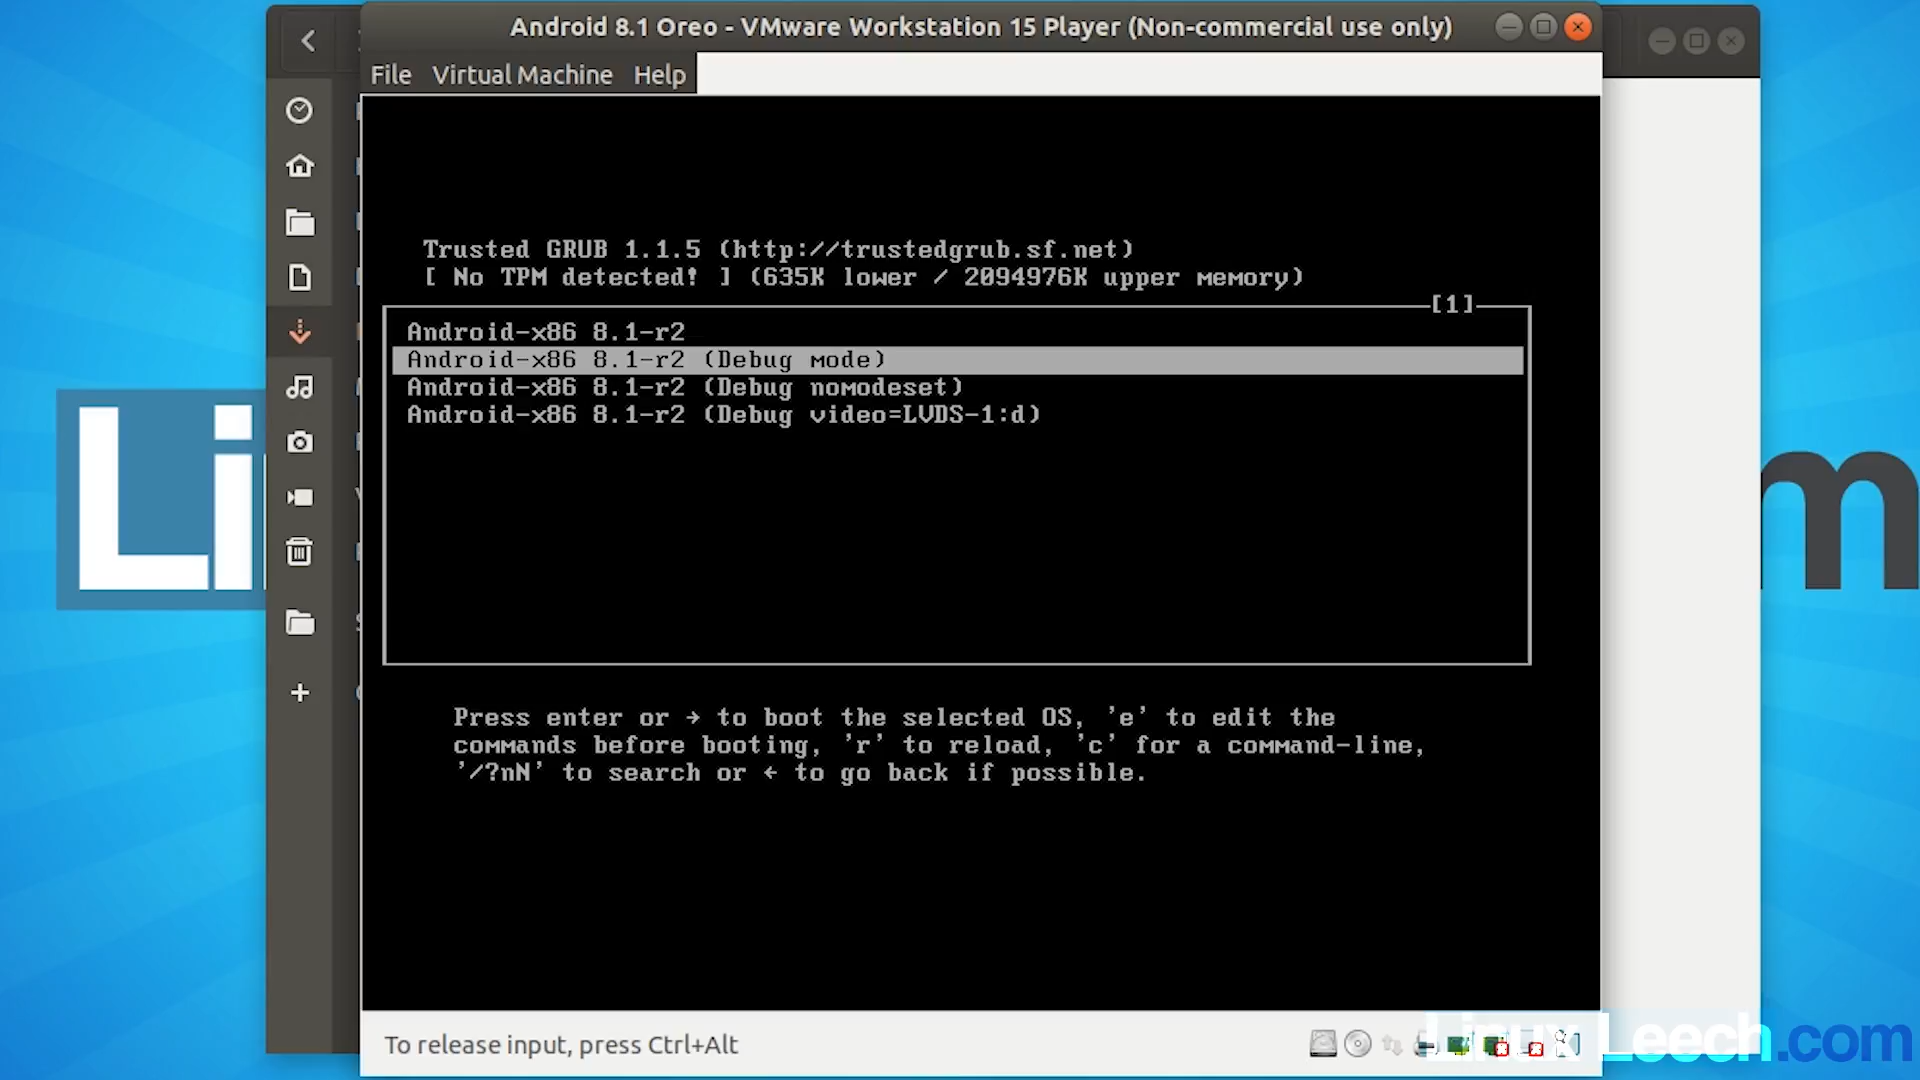 Android 8.1 Oreo - VMware Workstation 15 Player (Non-commercial use only)
File Virtual Machine Help
Trusted GRUB 1.1.5 (http://trustedgrub.sf.net)
[ No TPM detected! ] (635K lower / 2094976K upper memory)
[1]
Android-x86 8.1-r2
Android-x86 8.1-r2 (Debug mode)
Android-x86 8.1-r2 (Debug nomodeset)
Android-x86 8.1-r2 (Debug video=LVDS-1:d)
Li
m
Press enter or → to boot the selected OS, 'e' to edit the
commands before booting, 'r' to reload, 'c' for a command-line,
'/?nN' to search or ← to go back if possible.
To release input, press Ctrl+Alt
Linux Leech.com